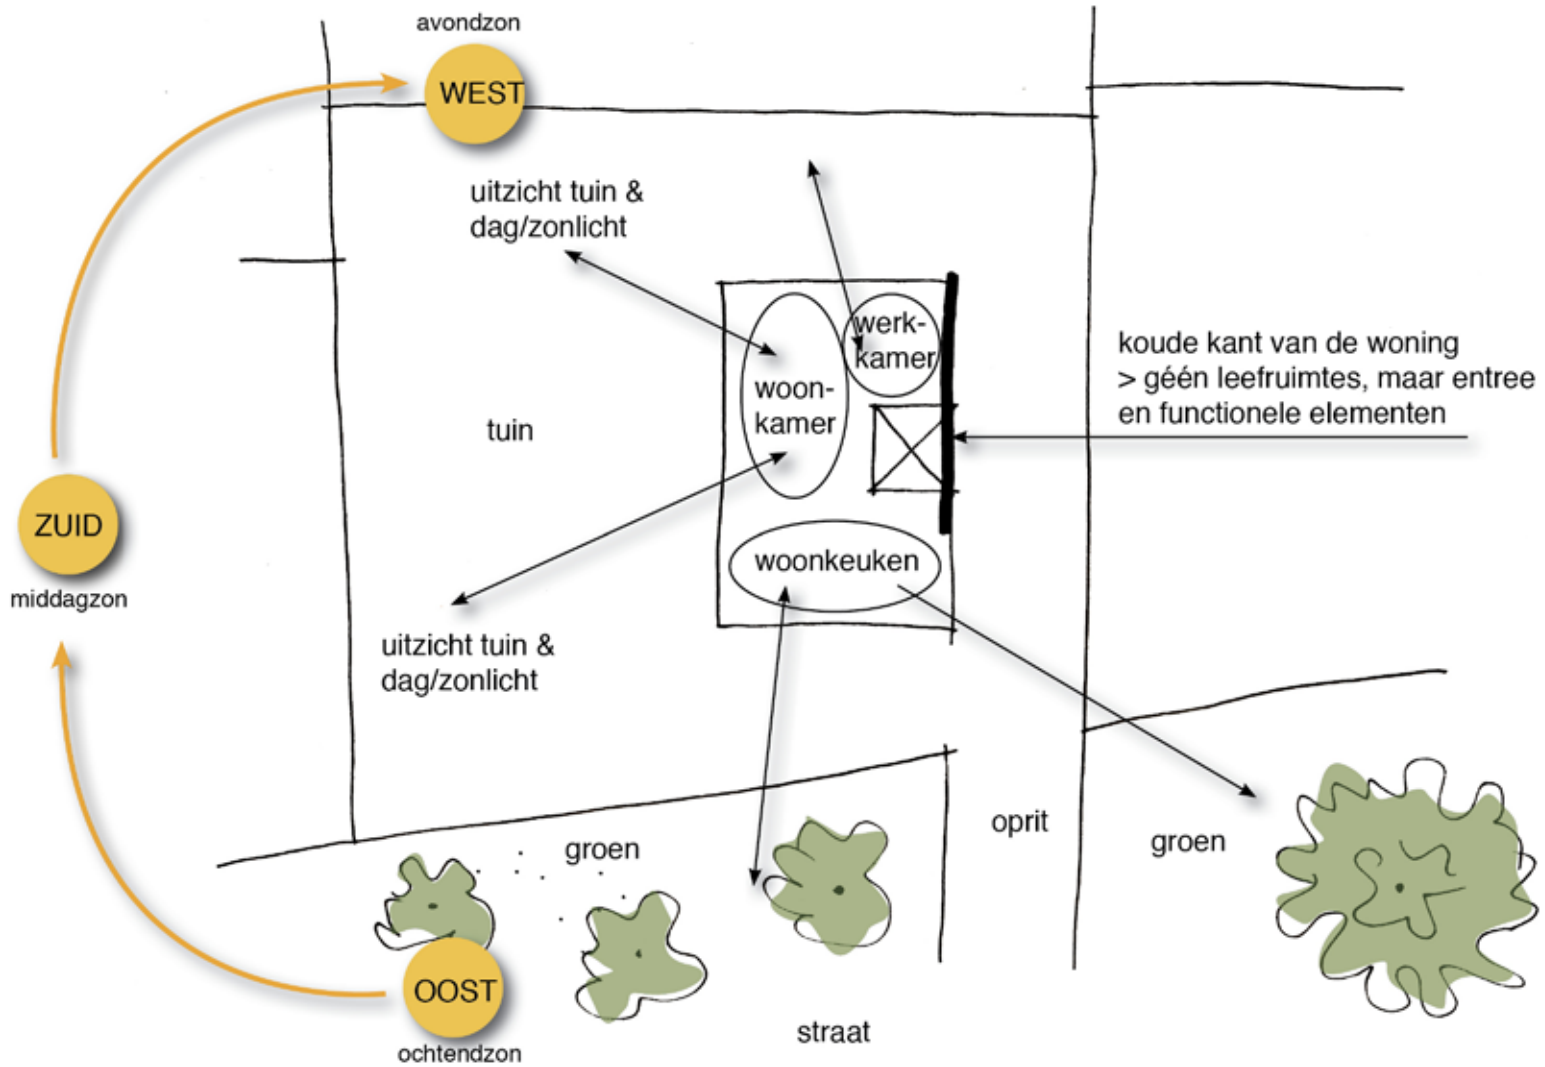 avondzon
WEST
uitzicht tuin &
dag/zonlicht
werk-
kamer
koude kant van de woning
> géén leefruimtes, maar entree
en functionele elementen
woon-
kamer
tuin
ZUID
middagzon
woonkeuken
uitzicht tuin &
dag/zonlicht
oprit
groen
groen
OOST
ochtendzon
straat